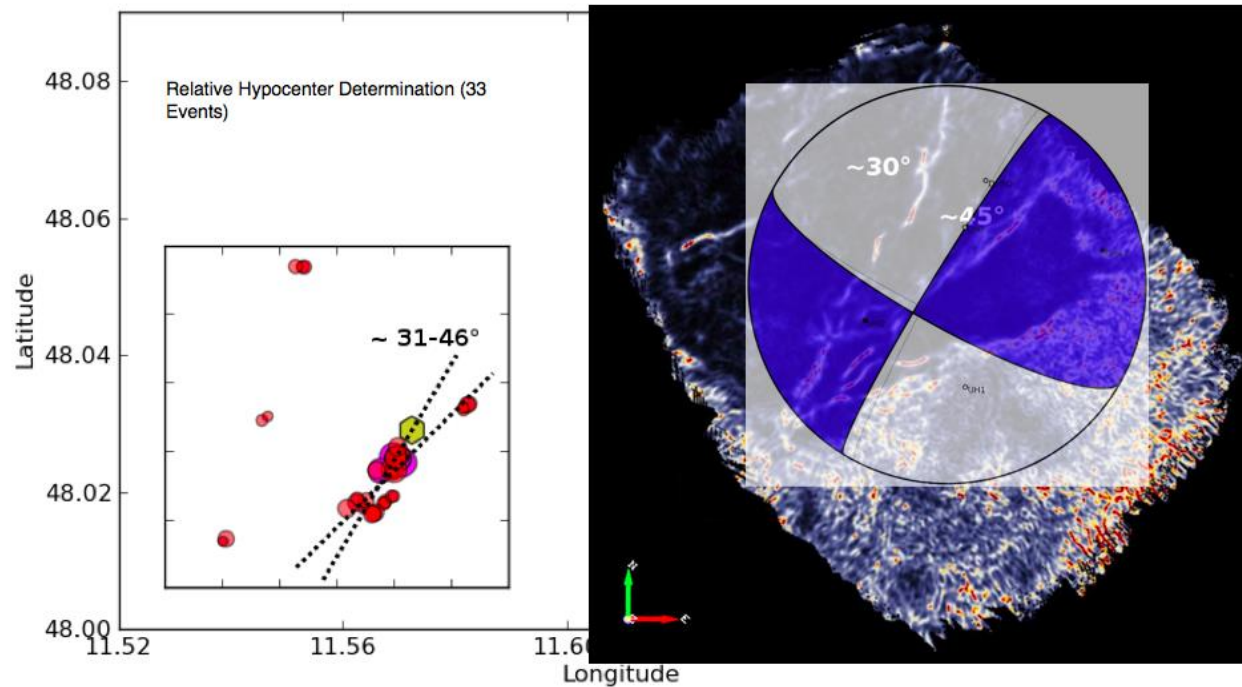 48.08
48.06
48.04
48.02
48.00
Latitude
Relative Hypocenter Determination (33
Events)
~ 31-46°
11.52
11.56
11.60
Longitude
~30°
~45°
UH1
N
E